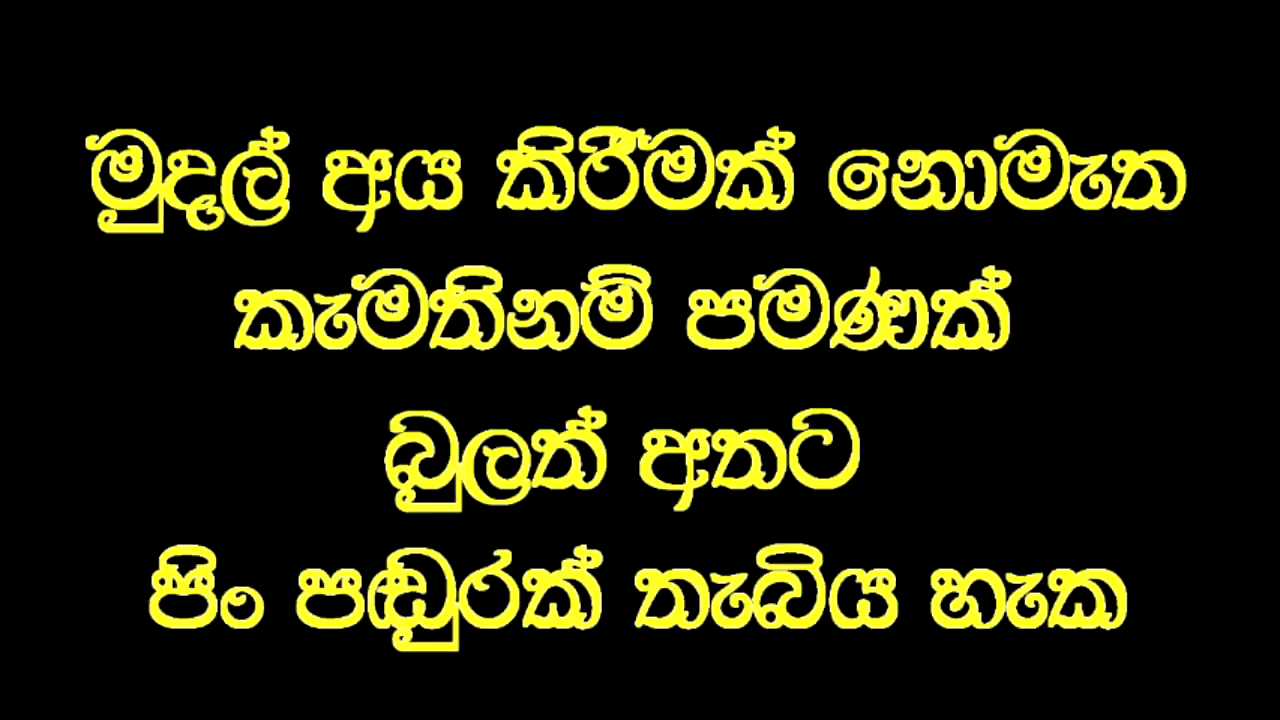 මුදල් අය කිරීමක් නොමැත
කැමතිනම් පමණක්
බුලත් අතට
පිං පඬුරක් තැබිය හැක